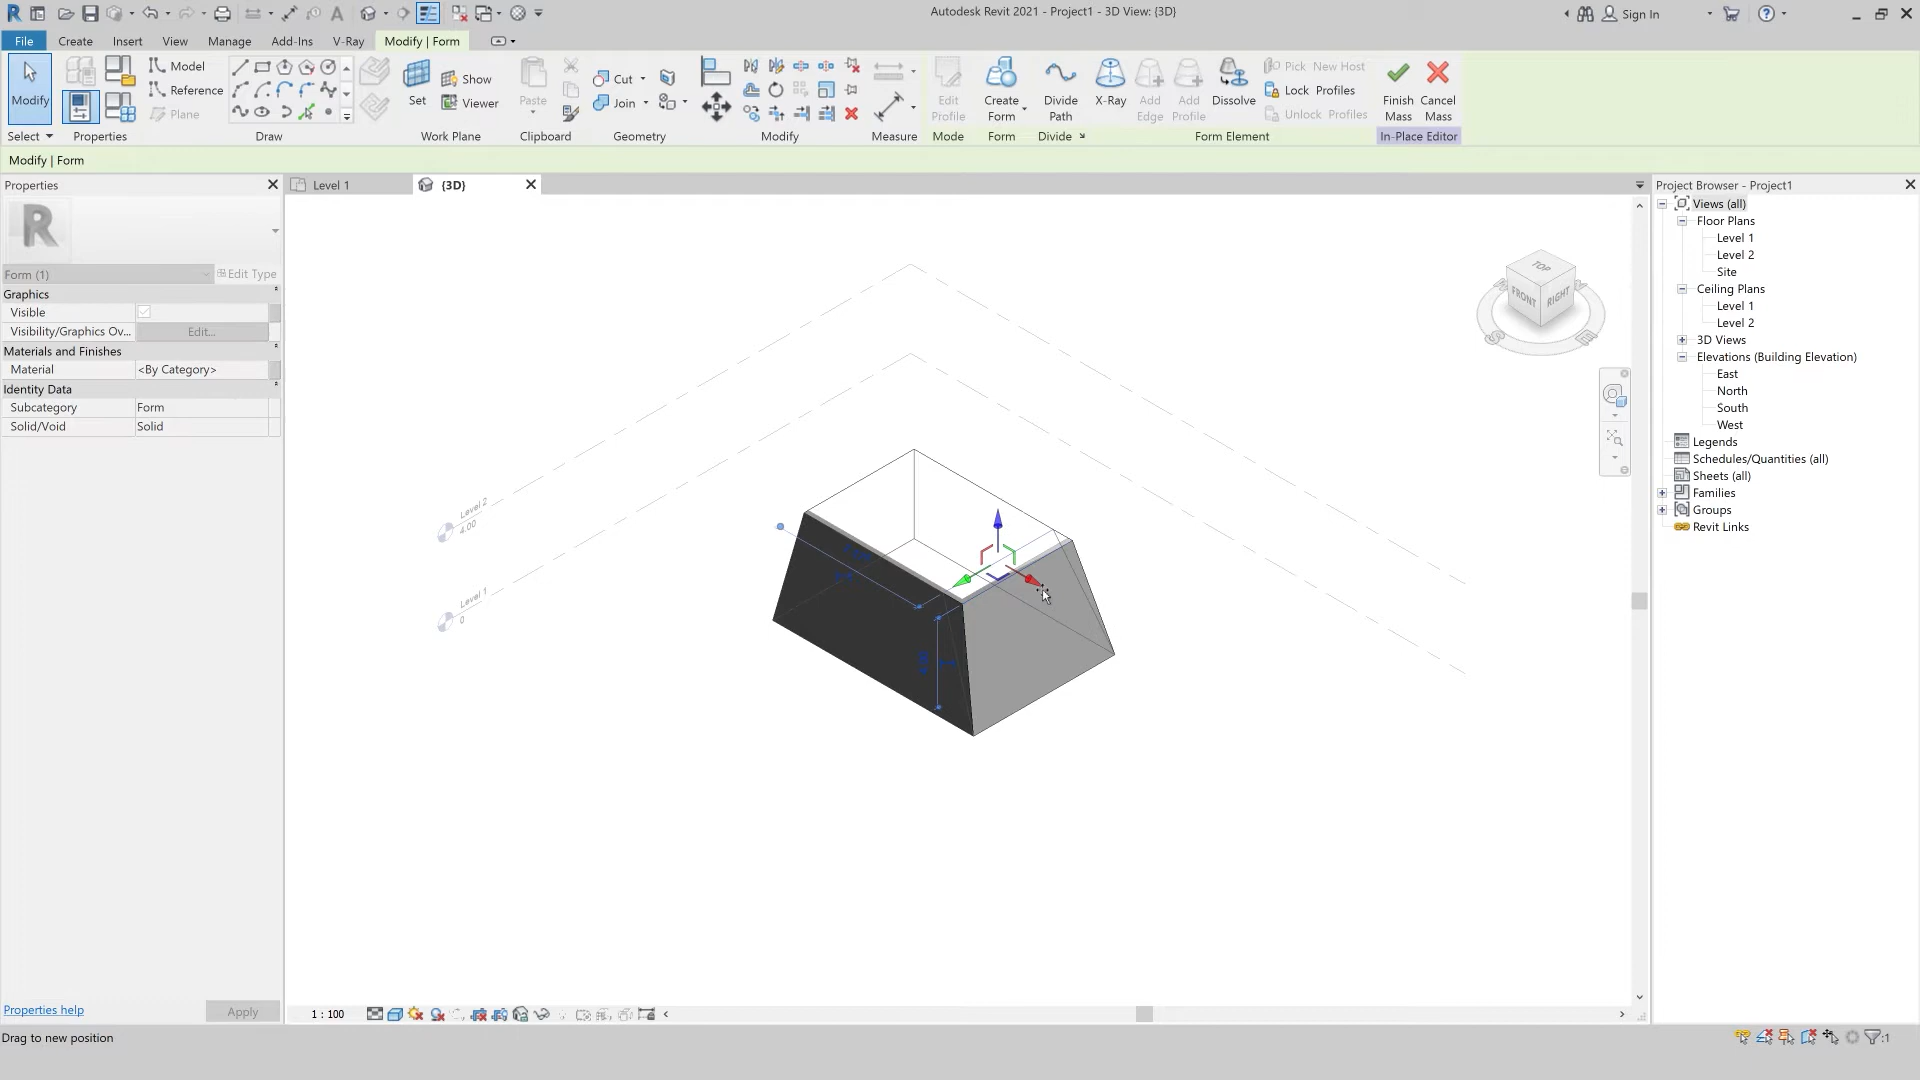 Autodesk Revit 2021 - Project1 - 3D View: {3D}
Sign In
File Create Insert View Manage Add-Ins V-Ray Modify | Form
Modify
Select
Properties
Model
Reference
Plane
Draw
Set
Show
Viewer
Work Plane
Paste
Clipboard
Cut
Join
Geometry
Modify
Measure
Edit Profile
Mode
Create Form
Form
Divide Path
Divide
X-Ray
Add Edge
Add Profile
Dissolve
Pick New Host
Lock Profiles
Unlock Profiles
Form Element
Finish Mass
Cancel Mass
In-Place Editor
Modify | Form
Properties
Level 1
{3D}
Project Browser - Project1
R
Form (1)
Edit Type
Graphics
Visible
Visibility/Graphics Ov... Edit...
Materials and Finishes
Material <By Category>
Identity Data
Subcategory Form
Solid/Void Solid
Level 2
4.00
Level 1
0
TOP
FRONT
RIGHT
S
E
Views (all)
Floor Plans
Level 1
Level 2
Site
Ceiling Plans
Level 1
Level 2
3D Views
Elevations (Building Elevation)
East
North
South
West
Legends
Schedules/Quantities (all)
Sheets (all)
Families
Groups
Revit Links
Properties help
Apply
1 : 100
Drag to new position
:1